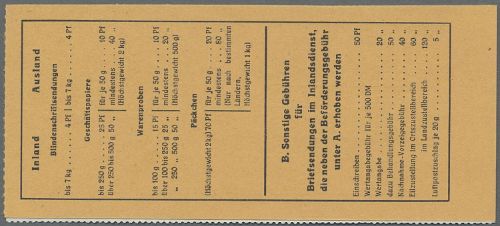 Inland Ausland
Blindenschriftsendungen
bis 7 kg . . . . . 4 Pf | bis 7 kg . . . . . 4 Pf
Geschäftspapiere
bis 250 g . . . . 25 Pf für je 50 g . . . 10 Pf
über 250 bis 500 g 50 „ mindestens . . . 40 „
(Höchstgewicht 2 kg)
Warenproben
bis 100 g . . . . 15 Pf für je 50 g . . . 10 Pf
über 100 bis 250 g 25 „ mindestens . . . 20 „
„ 250 „ 500 g 50 „ (Höchstgewicht 500 g)
Päckchen
(Höchstgewicht 2 kg) 70 Pf für je 50 g . . . 20 Pf
mindestens . . . 80 „
(Nur nach bestimmten
Ländern,
Höchstgewicht 1 kg)
B. Sonstige Gebühren
für
Briefsendungen im Inlandsdienst,
die neben der Beförderungsgebühr
unter A erhoben werden
Einschreiben . . . . . 50 Pf
Wertangabegebühr für je 500 DM
Wertangabe . . . . . 20 „
dazu Behandlungsgebühr . . . 50 „
Nachnahme-Vorzeigegebühr . . . 40 „
Eilzustellung im Ortszustellbereich . . . 60 „
im Landzustellbereich . . . 120 „
Luftpostzuschlag je 20 g . . . 5 „